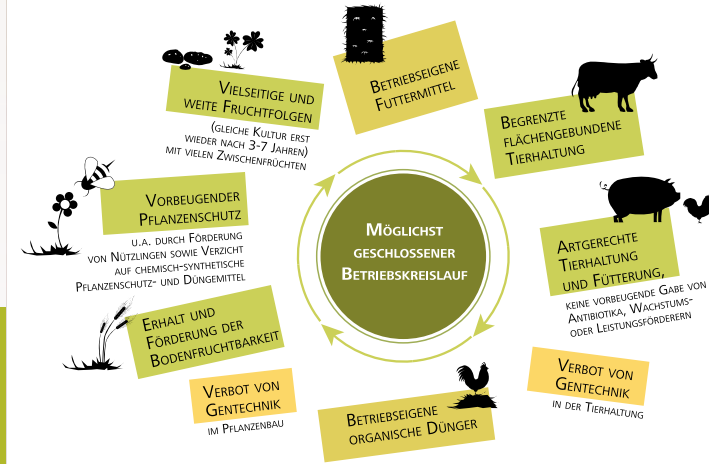 Betriebseigene
Futtermittel
Begrenzte
flächengebundene
Tierhaltung
Artgerechte
Tierhaltung
und Fütterung,
keine vorbeugende Gabe von
Antibiotika, Wachstums-
oder Leistungsförderern
Verbot von
Gentechnik
in der Tierhaltung
Betriebseigene
organische Dünger
Verbot von
Gentechnik
im Pflanzenbau
Erhalt und
Förderung der
Bodenfruchtbarkeit
Vorbeugender
Pflanzenschutz
u.a. durch Förderung
von Nützlingen sowie Verzicht
auf chemisch-synthetische
Pflanzenschutz- und Düngemittel
Vielseitige und
weite Fruchtfolgen
(gleiche Kultur erst
wieder nach 3-7 Jahren)
mit vielen Zwischenfrüchten
Möglichst
geschlossener
Betriebskreislauf